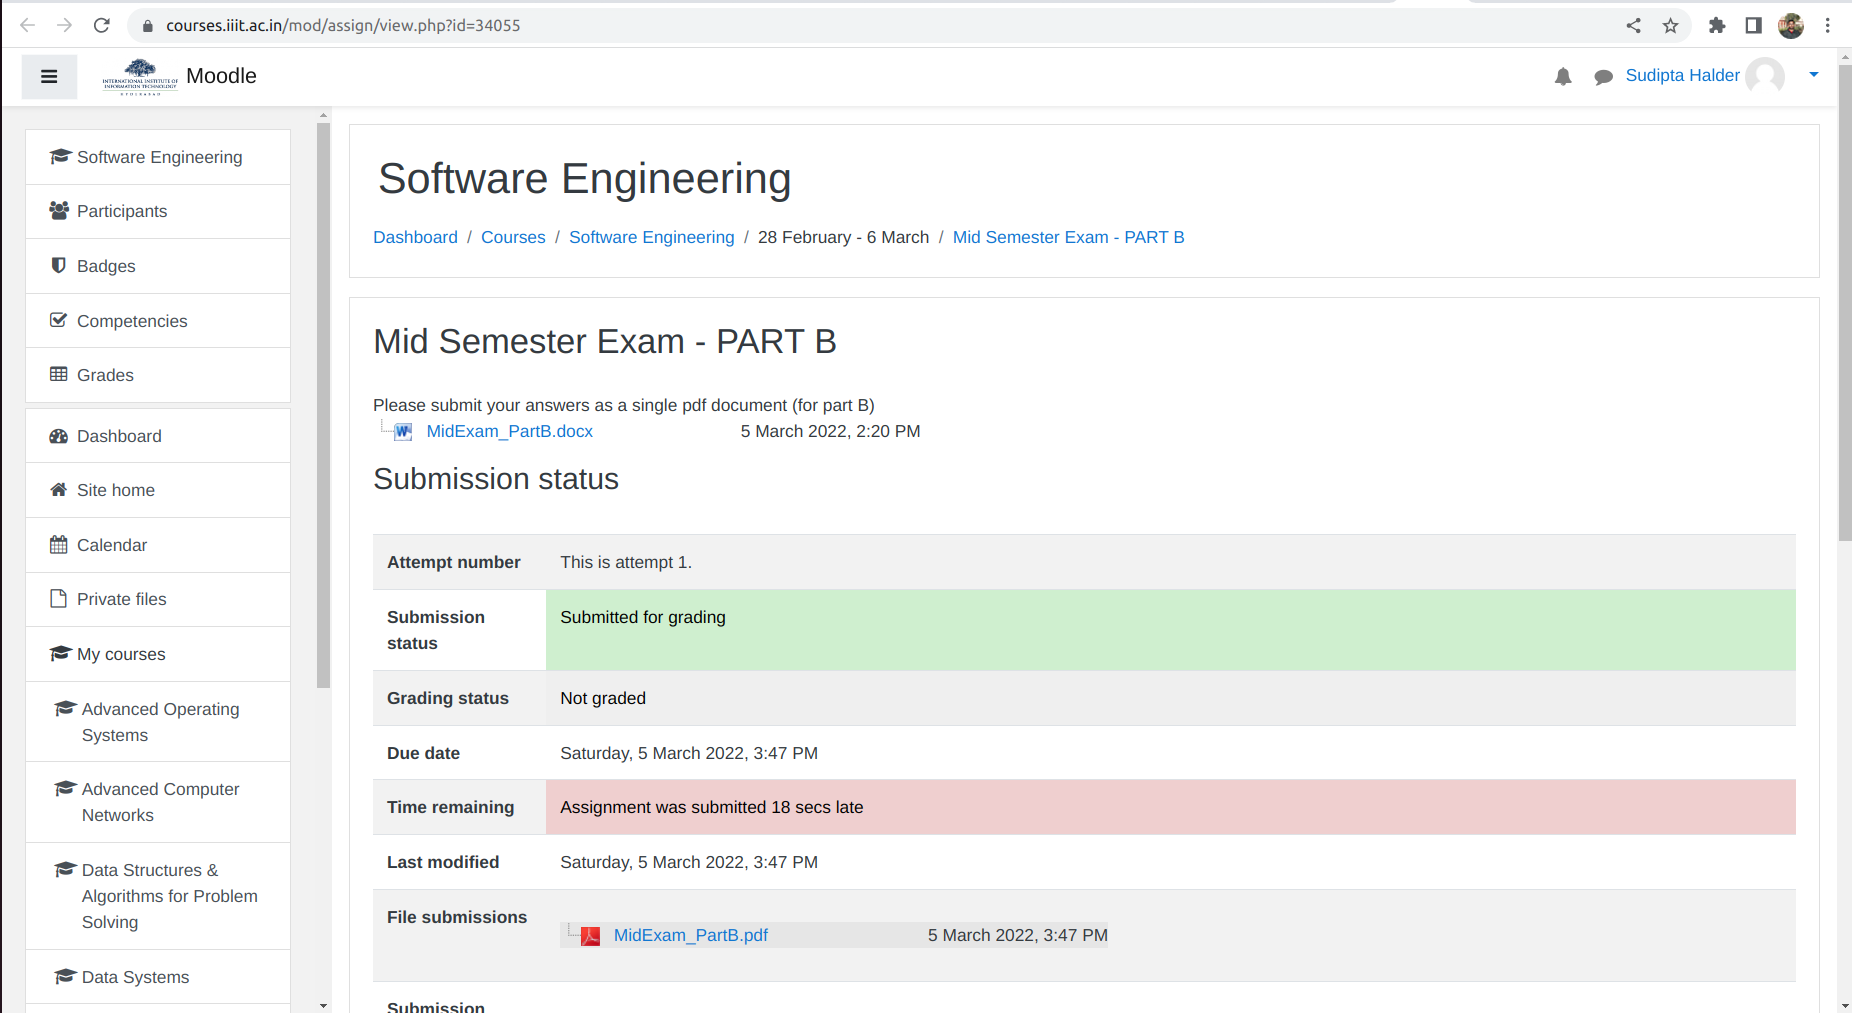 courses.iiit.ac.in/mod/assign/view.php?id=34055
INTERNATIONAL INSTITUTE OF
INFORMATION TECHNOLOGY
HYDERABAD
Moodle
Sudipta Halder
Software Engineering
Participants
Badges
Competencies
Grades
Dashboard
Site home
Calendar
Private files
My courses
Advanced Operating
Systems
Advanced Computer
Networks
Data Structures &
Algorithms for Problem
Solving
Data Systems
Software Engineering
Dashboard / Courses / Software Engineering / 28 February - 6 March / Mid Semester Exam - PART B
Mid Semester Exam - PART B
Please submit your answers as a single pdf document (for part B)
MidExam_PartB.docx 5 March 2022, 2:20 PM
Submission status
Attempt number This is attempt 1.
Submission
status
Submitted for grading
Grading status Not graded
Due date Saturday, 5 March 2022, 3:47 PM
Time remaining Assignment was submitted 18 secs late
Last modified Saturday, 5 March 2022, 3:47 PM
File submissions
MidExam_PartB.pdf 5 March 2022, 3:47 PM
Submission